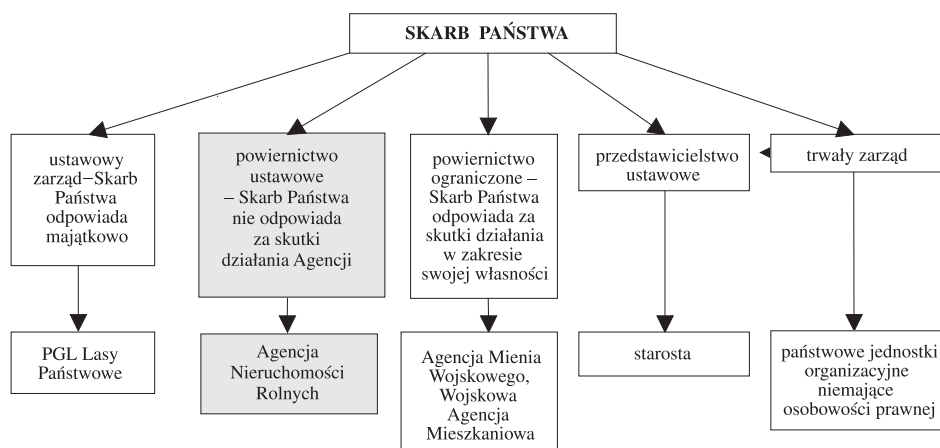 SKARB PAŃSTWA
ustawowy
zarząd–Skarb
Państwa
odpowiada
majątkowo
powiernictwo
ustawowe
– Skarb Państwa
nie odpowiada
za skutki
działania Agencji
powiernictwo
ograniczone –
Skarb Państwa
odpowiada za
skutki działania
w zakresie
swojej własności
przedstawicielstwo
ustawowe
trwały zarząd
PGL Lasy
Państwowe
Agencja
Nieruchomości
Rolnych
Agencja Mienia
Wojskowego,
Wojskowa
Agencja
Mieszkaniowa
starosta
państwowe jednostki
organizacyjne
niemające
osobowości prawnej